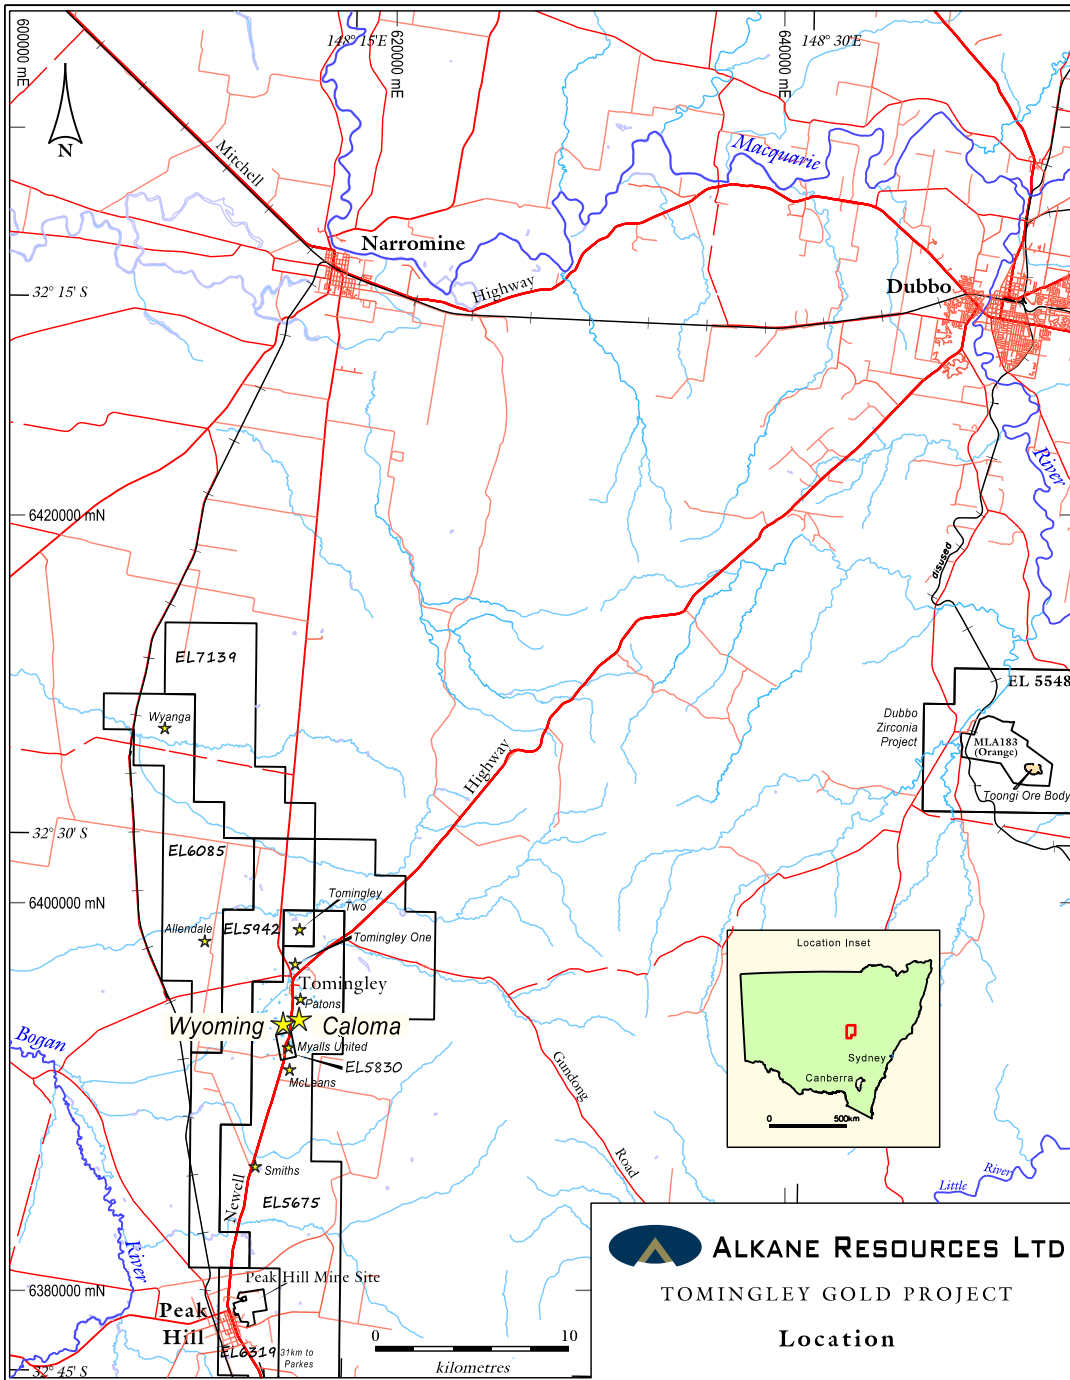 600000 mE
148° 15'E
620000 mE
640000 mE
148° 30'E
N
Mitchell
Macquarie
Narromine
Highway
Dubbo
32° 15' S
River
6420000 mN
disused
EL7139
EL 5548
Wyanga
Dubbo
Zirconia
Project
MLA183
(Orange)
Toongi Ore Body
Highway
32° 30' S
EL6085
6400000 mN
Tomingley
Two
Allendale
EL5942
Tomingley One
Location Inset
Tomingley
Patons
Wyoming
Caloma
Bogan
Myalls United
EL5830
McLeans
Sydney
Canberra
0
500km
Gundong
Road
Smiths
Newell
EL5675
River
Little
River
Peak Hill Mine Site
6380000 mN
Peak
Hill
EL6319
31km to
Parkes
0
10
kilometres
32° 45' S
ALKANE RESOURCES LTD
TOMINGLEY GOLD PROJECT
Location